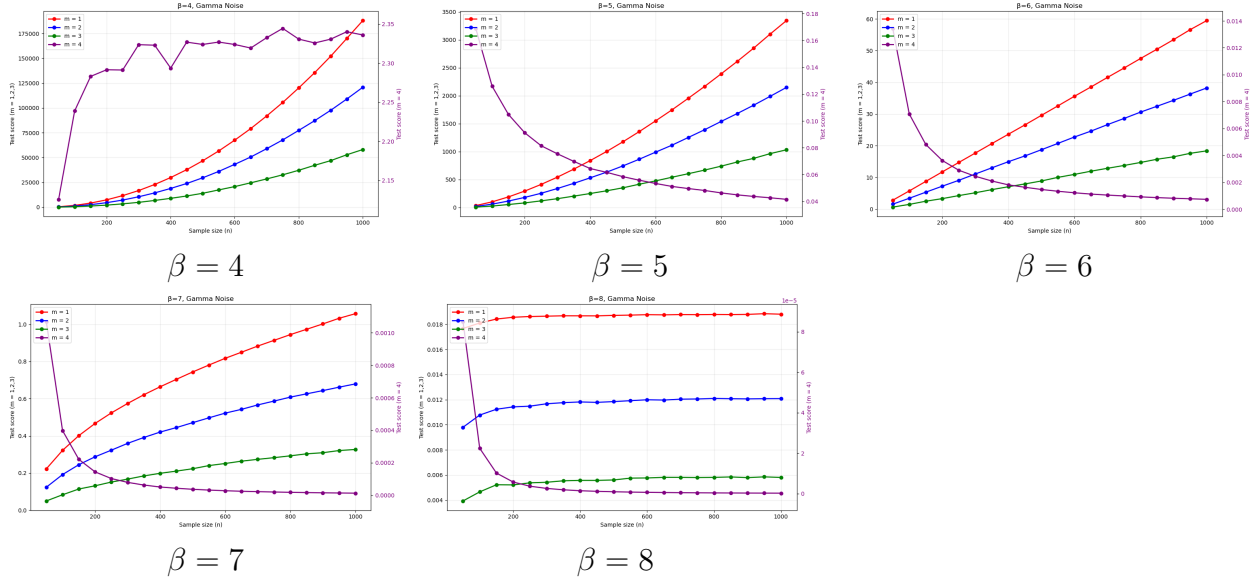 β=4, Gamma Noise
m = 1
m = 2
m = 3
m = 4
175000
150000
125000
100000
75000
50000
25000
0
Test score (m = 1,2,3)
2.35
2.30
2.25
2.20
2.15
Test score (m = 4)
200
400
600
800
1000
Sample size (n)
β = 4
β=5, Gamma Noise
m = 1
m = 2
m = 3
m = 4
3500
3000
2500
2000
1500
1000
500
0
Test score (m = 1,2,3)
0.18
0.16
0.14
0.12
0.10
0.08
0.06
0.04
Test score (m = 4)
200
400
600
800
1000
Sample size (n)
β = 5
β=6, Gamma Noise
m = 1
m = 2
m = 3
m = 4
60
50
40
30
20
10
0
Test score (m = 1,2,3)
0.014
0.012
0.010
0.008
0.006
0.004
0.002
0.000
Test score (m = 4)
200
400
600
800
1000
Sample size (n)
β = 6
β=7, Gamma Noise
m = 1
m = 2
m = 3
m = 4
1.0
0.8
0.6
0.4
0.2
0.0
Test score (m = 1,2,3)
0.0010
0.0008
0.0006
0.0004
0.0002
0.0000
Test score (m = 4)
200
400
600
800
1000
Sample size (n)
β = 7
β=8, Gamma Noise
1e−5
m = 1
m = 2
m = 3
m = 4
0.018
0.016
0.014
0.012
0.010
0.008
0.006
0.004
Test score (m = 1,2,3)
8
6
4
2
0
Test score (m = 4)
200
400
600
800
1000
Sample size (n)
β = 8